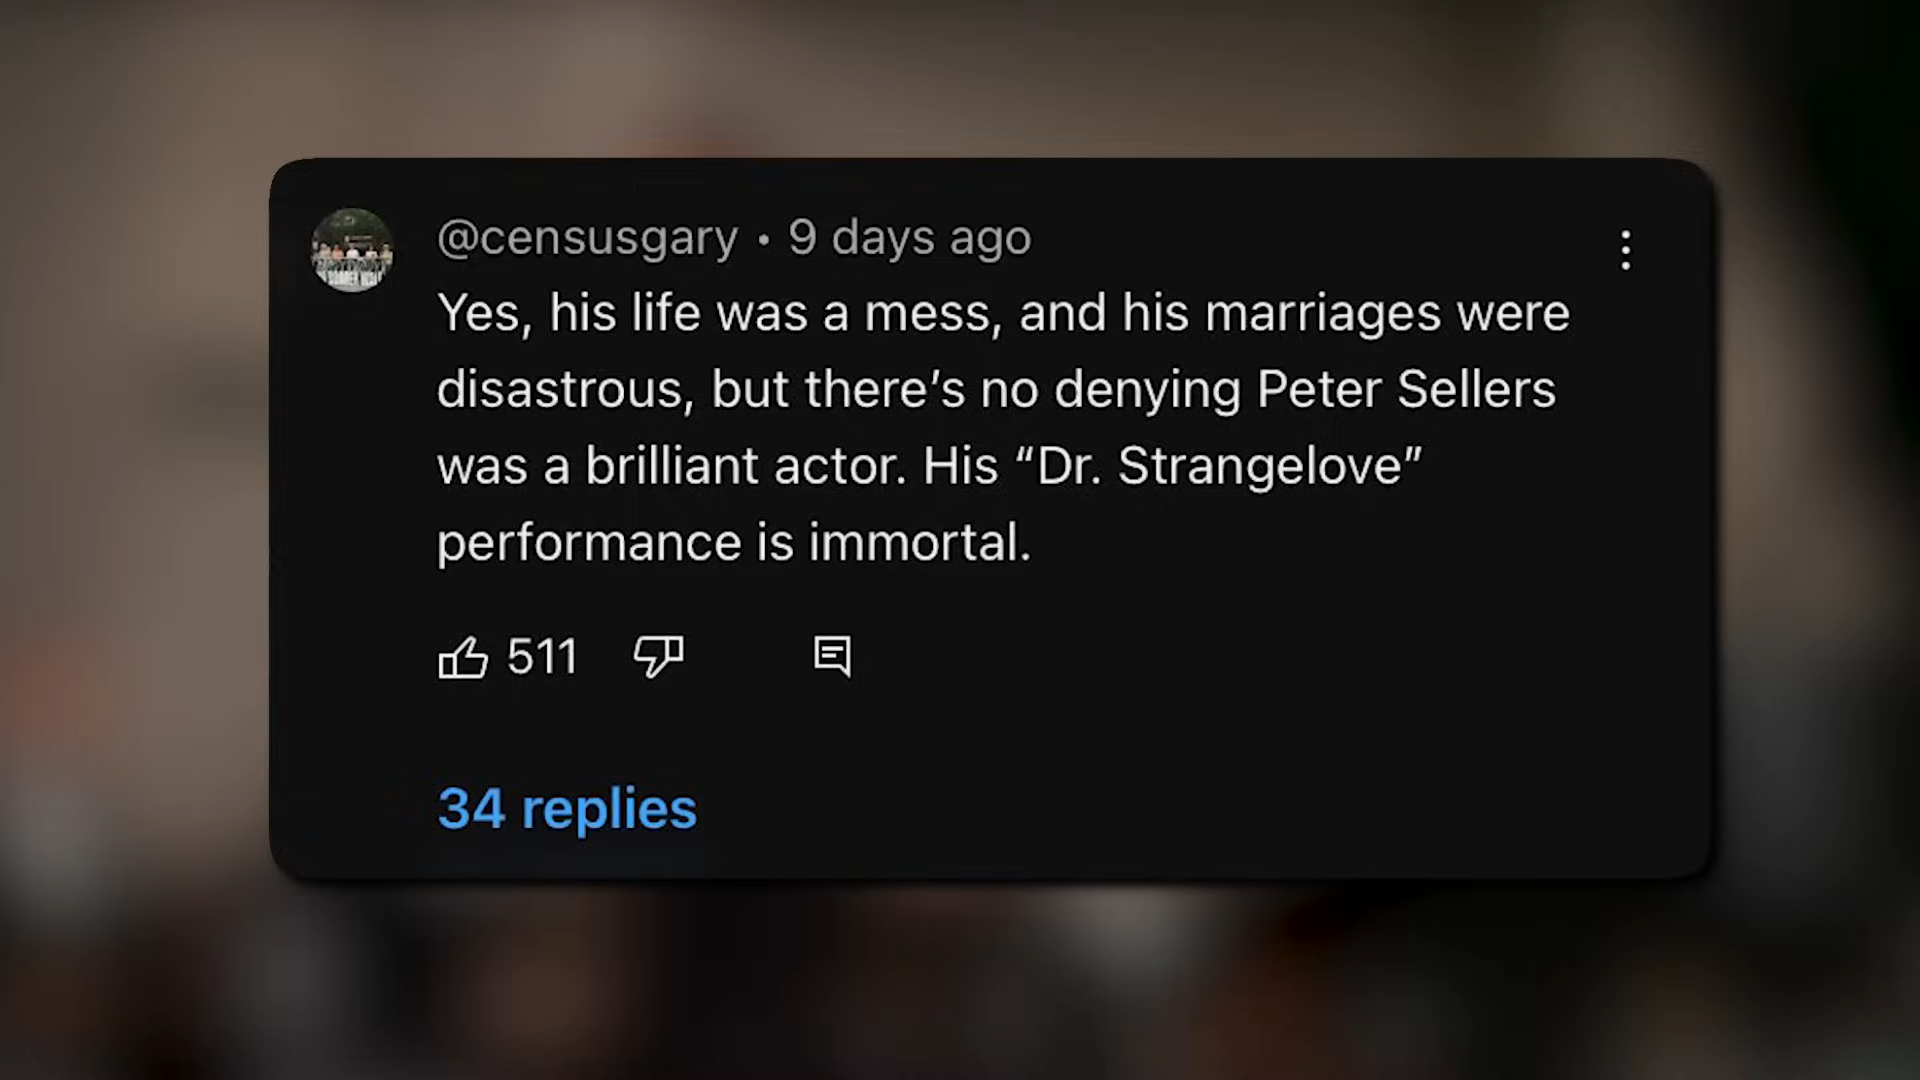 @censusgary • 9 days ago
Yes, his life was a mess, and his marriages were
disastrous, but there’s no denying Peter Sellers
was a brilliant actor. His “Dr. Strangelove”
performance is immortal.
511
34 replies